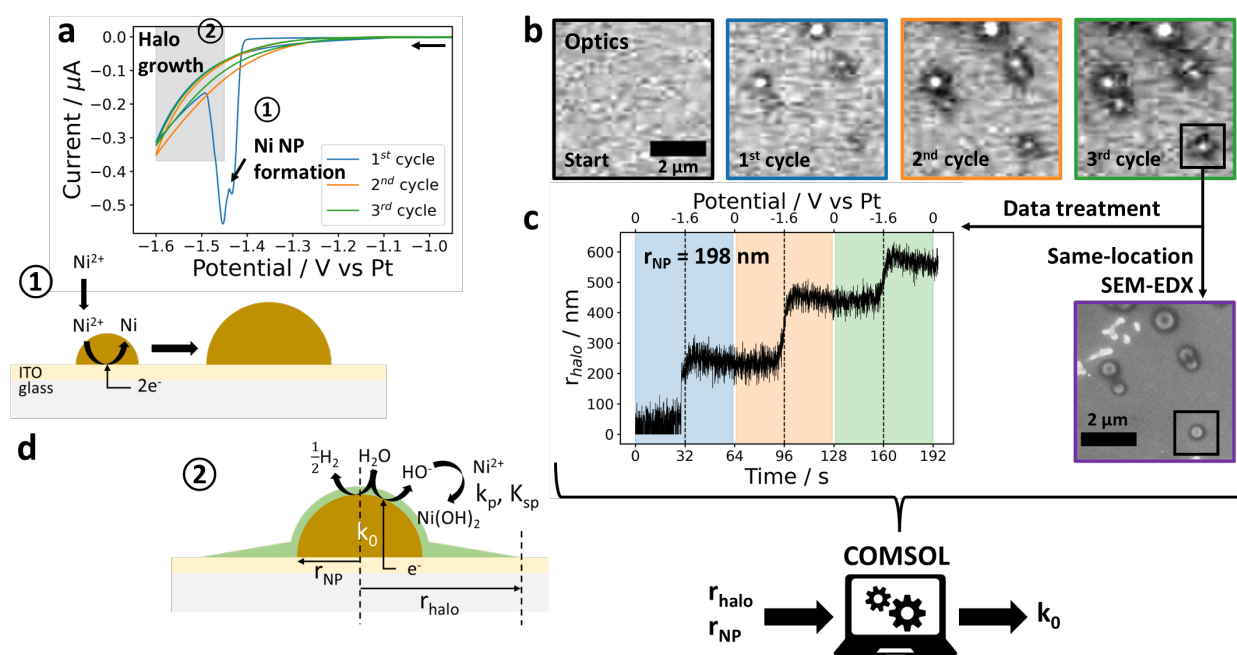 a
Halo
growth
②
①
Ni NP
formation
1st cycle
2nd cycle
3rd cycle
0.0
−0.1
−0.2
−0.3
−0.4
−0.5
Current / µA
−1.6 −1.5 −1.4 −1.3 −1.2 −1.1 −1.0
Potential / V vs Pt
b
Optics
Start
2 µm
1st cycle
2nd cycle
3rd cycle
Data treatment
Same-location
SEM-EDX
2 µm
c
Potential / V vs Pt
0 -1.6 0 -1.6 0 -1.6 0
rNP = 198 nm
600
500
400
300
200
100
0
rhalo / nm
0 32 64 96 128 160 192
Time / s
①
Ni2+
Ni2+ Ni
ITO
glass
2e-
d
②
½H2
H2O
HO-
Ni2+
kp, Ksp
Ni(OH)2
k0
rNP
e-
rhalo
COMSOL
rhalo
rNP
k0